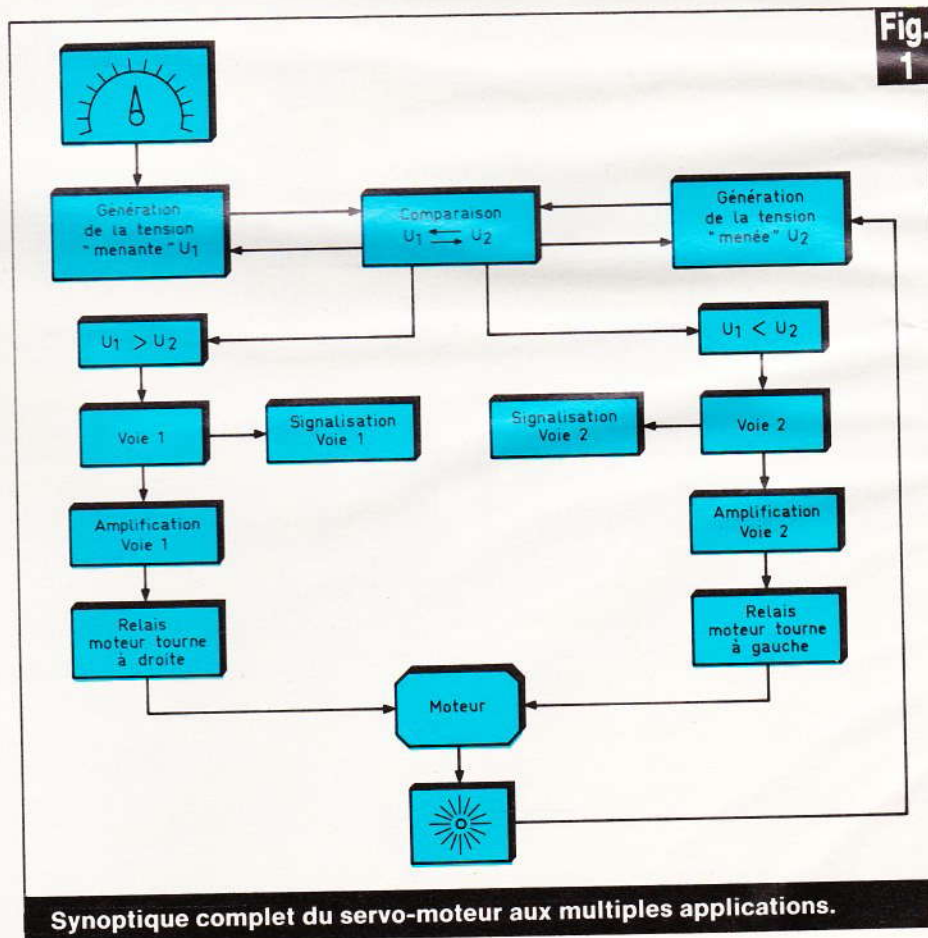 Fig.
1
Génération
de la tension
"menante" U1
Comparaison
U1 ⇄ U2
Génération
de la tension
"menée" U2
U1 > U2
U1 < U2
Voie 1
Signalisation
Voie 1
Signalisation
Voie 2
Voie 2
Amplification
Voie 1
Amplification
Voie 2
Relais
moteur tourne
à droite
Relais
moteur tourne
à gauche
Moteur
Synoptique complet du servo-moteur aux multiples applications.